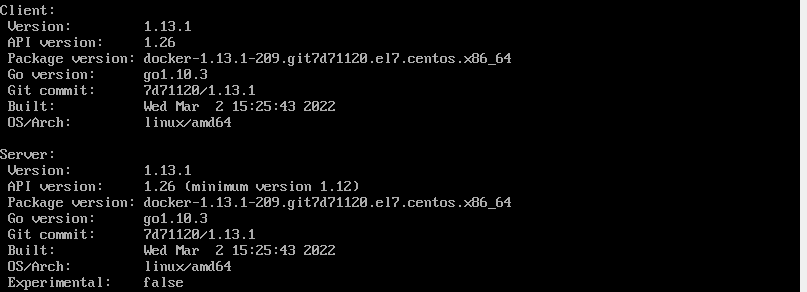 Client:
 Version:         1.13.1
 API version:     1.26
 Package version: docker-1.13.1-209.git7d71120.el7.centos.x86_64
 Go version:      go1.10.3
 Git commit:      7d71120/1.13.1
 Built:           Wed Mar  2 15:25:43 2022
 OS/Arch:         linux/amd64

Server:
 Version:         1.13.1
 API version:     1.26 (minimum version 1.12)
 Package version: docker-1.13.1-209.git7d71120.el7.centos.x86_64
 Go version:      go1.10.3
 Git commit:      7d71120/1.13.1
 Built:           Wed Mar  2 15:25:43 2022
 OS/Arch:         linux/amd64
 Experimental:    false